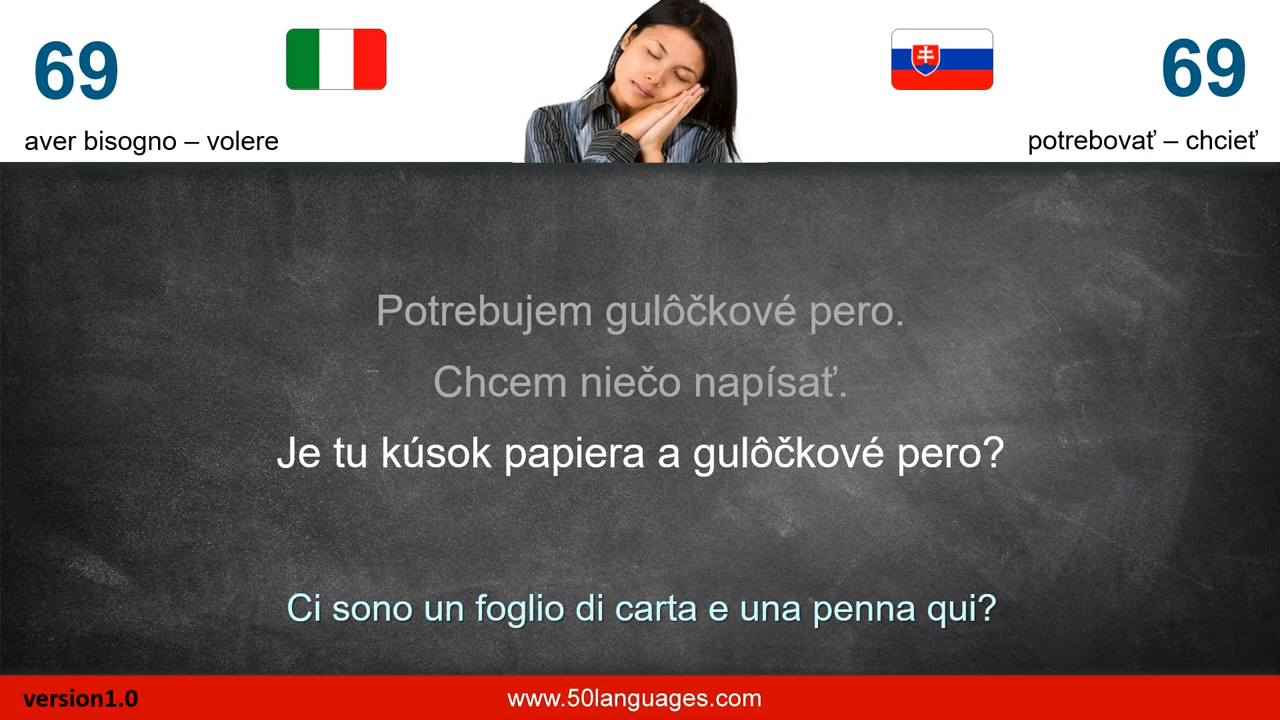 69
69
aver bisogno – volere
potrebovať – chcieť
Potrebujem gulôčkové pero.
Chcem niečo napísať.
Je tu kúsok papiera a gulôčkové pero?
Ci sono un foglio di carta e una penna qui?
version1.0
www.50languages.com